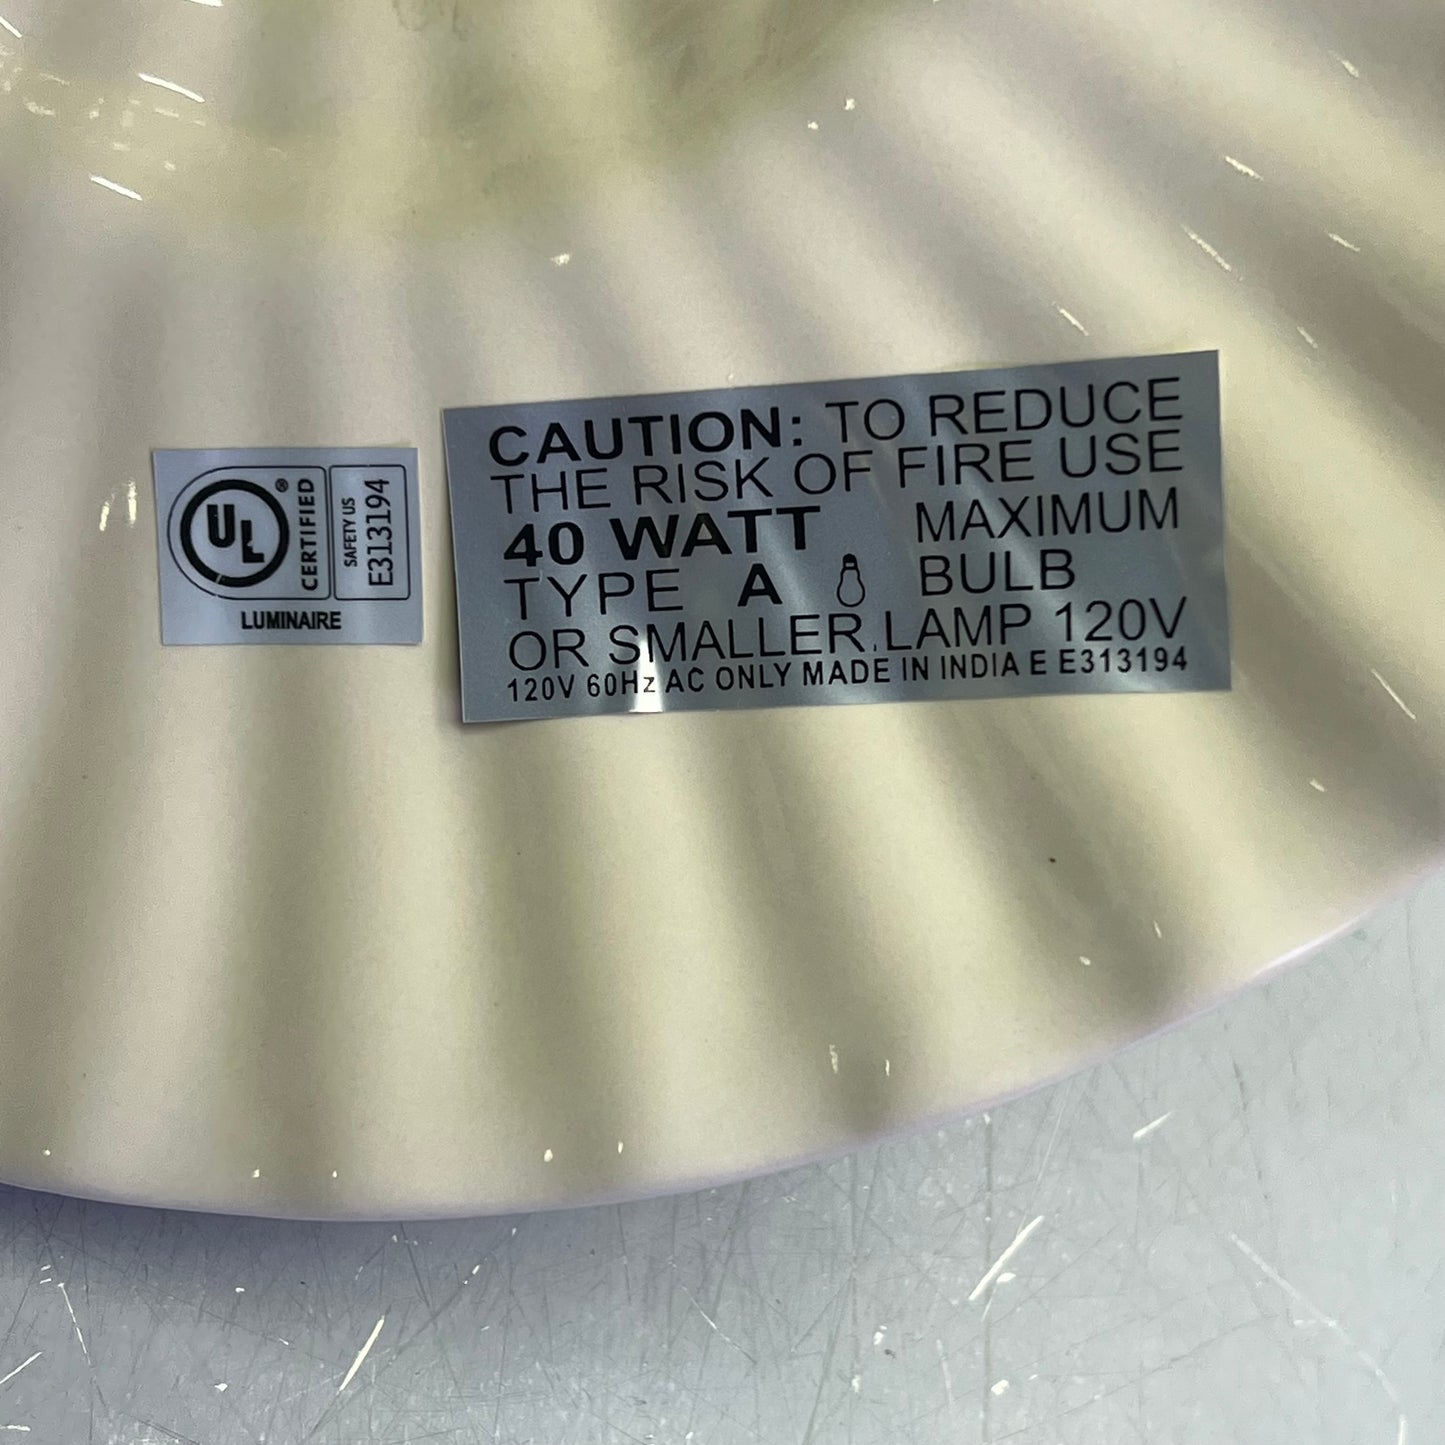 UL ® CERTIFIED
SAFETY US
E313194
LUMINAIRE
CAUTION: TO REDUCE
THE RISK OF FIRE USE
40 WATT MAXIMUM
TYPE A BULB
OR SMALLER.LAMP 120V
120V 60Hz AC ONLY MADE IN INDIA E E313194